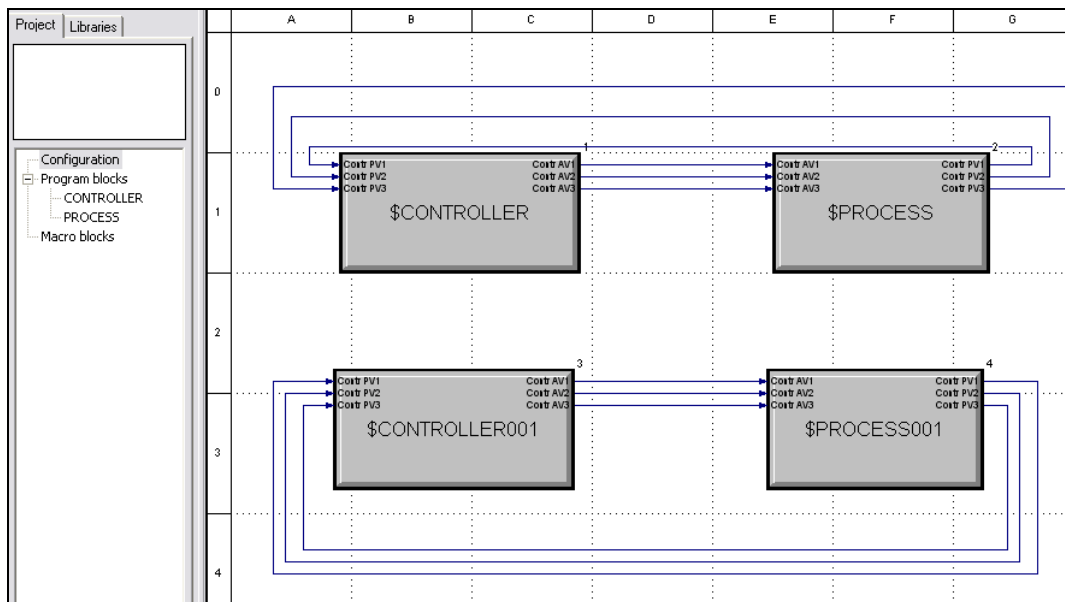 Project Libraries
Configuration
Program blocks
CONTROLLER
PROCESS
Macro blocks
A B C D E F G
0
1
2
3
4
1
Contr PV1 Contr AV1
Contr PV2 Contr AV2
Contr PV3 Contr AV3
$CONTROLLER
2
Contr AV1 Contr PV1
Contr AV2 Contr PV2
Contr AV3 Contr PV3
$PROCESS
3
Contr PV1 Contr AV1
Contr PV2 Contr AV2
Contr PV3 Contr AV3
$CONTROLLER001
4
Contr AV1 Contr PV1
Contr AV2 Contr PV2
Contr AV3 Contr PV3
$PROCESS001